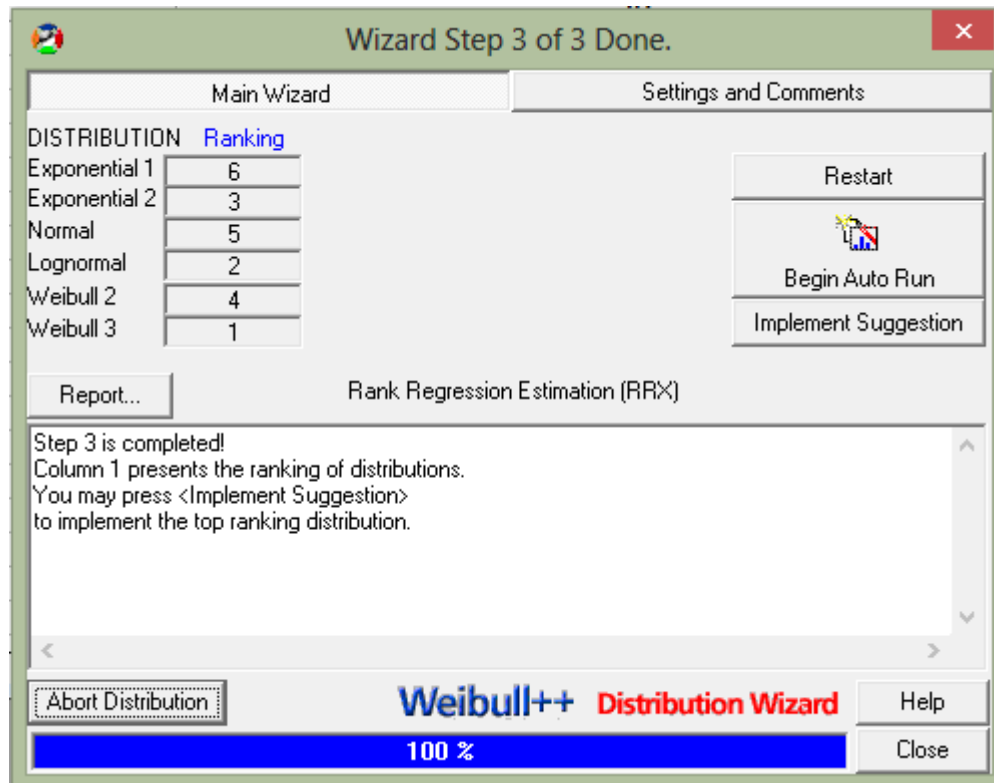 Wizard Step 3 of 3 Done.
Main Wizard
Settings and Comments
DISTRIBUTION Ranking
Exponential 1 6
Exponential 2 3
Normal 5
Lognormal 2
Weibull 2 4
Weibull 3 1
Restart
Begin Auto Run
Implement Suggestion
Report...
Rank Regression Estimation (RRX)
Step 3 is completed!
Column 1 presents the ranking of distributions.
You may press <Implement Suggestion>
to implement the top ranking distribution.
Abort Distribution
Weibull++ Distribution Wizard
Help
100 %
Close